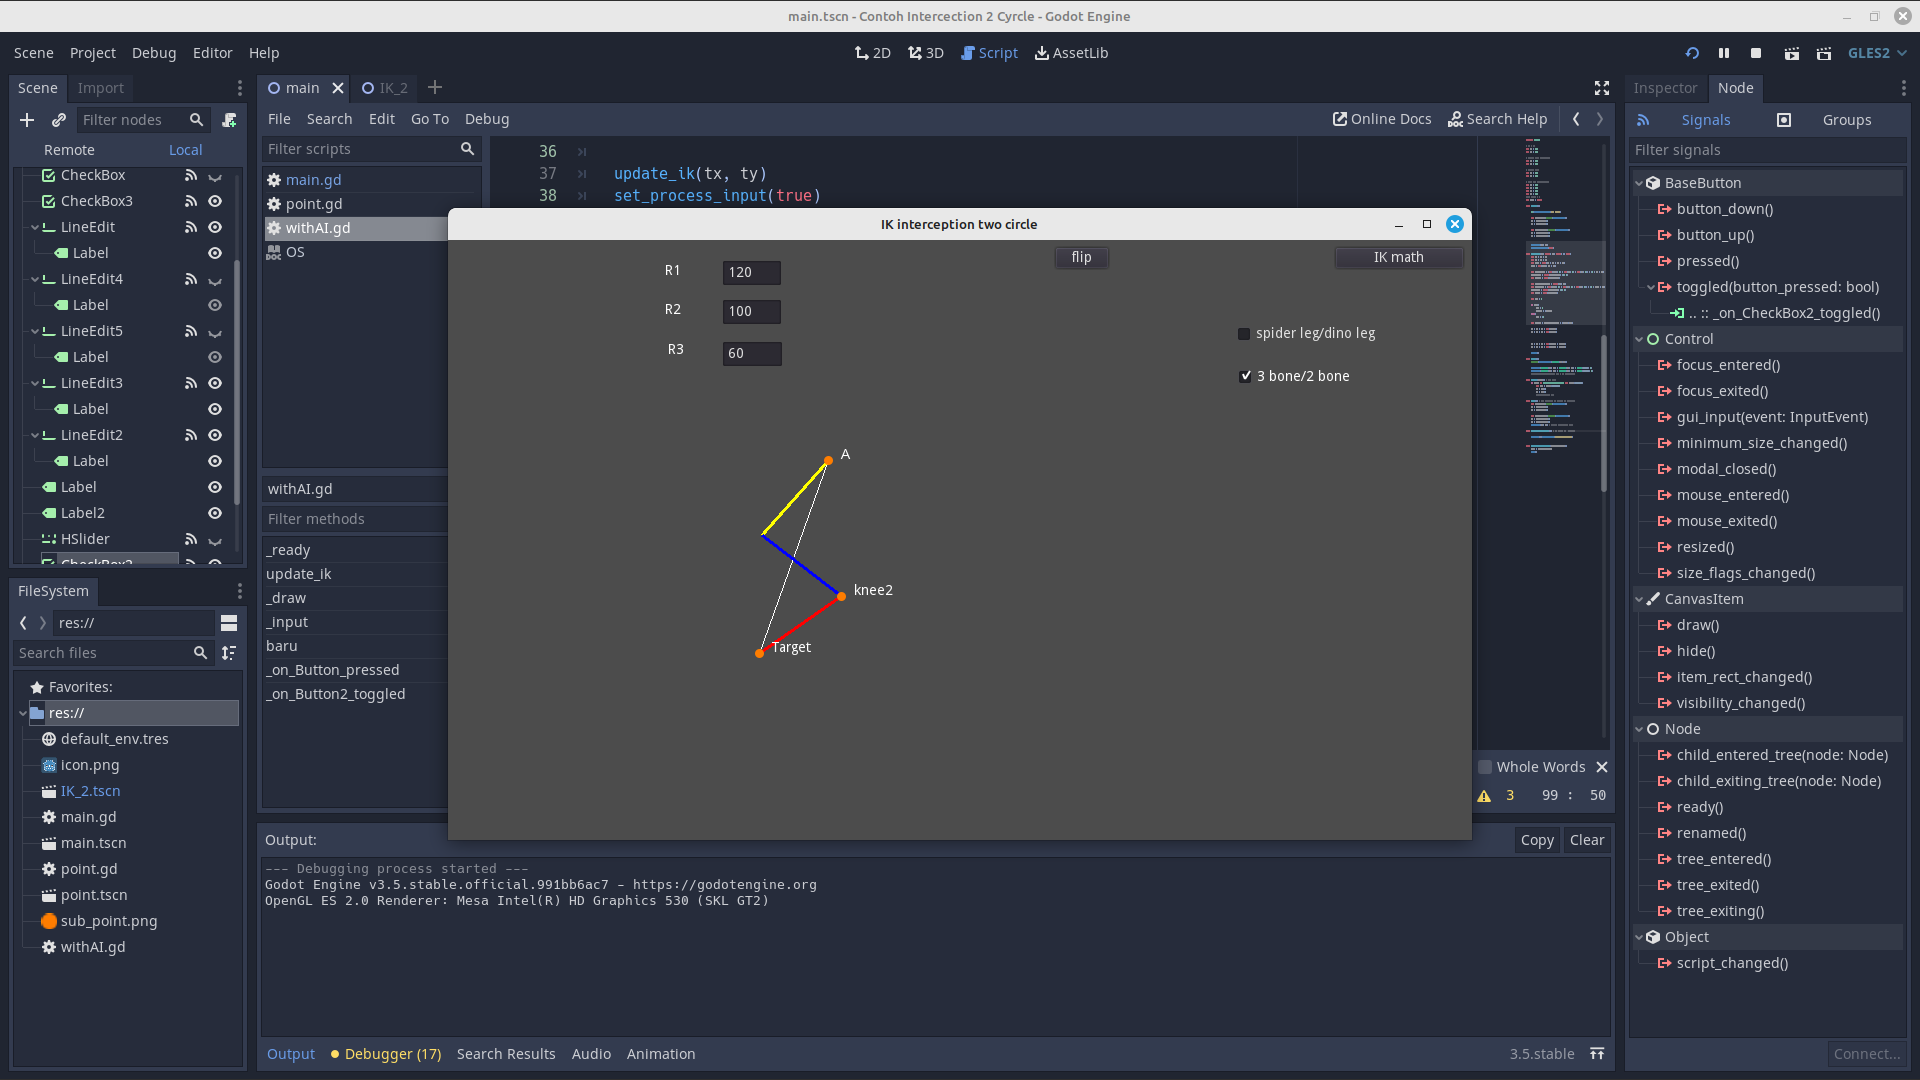 main.tscn - Contoh Intercection 2 Cyrcle - Godot Engine
Scene Project Debug Editor Help
2D 3D Script AssetLib
GLES2
Scene Import
Filter nodes
Remote Local
CheckBox
CheckBox3
LineEdit
Label
LineEdit4
Label
LineEdit5
Label
LineEdit3
Label
LineEdit2
Label
Label
Label2
HSlider
CheckBox2
FileSystem
res://
Search files
Favorites:
res://
default_env.tres
icon.png
IK_2.tscn
main.gd
main.tscn
point.gd
point.tscn
sub_point.png
withAI.gd
main IK_2
File Search Edit Go To Debug
Online Docs Search Help
Filter scripts
main.gd
point.gd
withAI.gd
OS
DOC
withAI.gd
Filter methods
_ready
update_ik
_draw
_input
baru
_on_Button_pressed
_on_Button2_toggled
36
37 update_ik(tx, ty)
38 set_process_input(true)
IK interception two circle
R1 120
R2 100
R3 60
flip
IK math
spider leg/dino leg
3 bone/2 bone
A
knee2
Target
Whole Words
3 99 : 50
Output:
Copy Clear
--- Debugging process started ---
Godot Engine v3.5.stable.official.991bb6ac7 - https://godotengine.org
OpenGL ES 2.0 Renderer: Mesa Intel(R) HD Graphics 530 (SKL GT2)
Output Debugger (17) Search Results Audio Animation
3.5.stable
Inspector Node
Signals Groups
Filter signals
BaseButton
button_down()
button_up()
pressed()
toggled(button_pressed: bool)
.. :: _on_CheckBox2_toggled()
Control
focus_entered()
focus_exited()
gui_input(event: InputEvent)
minimum_size_changed()
modal_closed()
mouse_entered()
mouse_exited()
resized()
size_flags_changed()
CanvasItem
draw()
hide()
item_rect_changed()
visibility_changed()
Node
child_entered_tree(node: Node)
child_exiting_tree(node: Node)
ready()
renamed()
tree_entered()
tree_exited()
tree_exiting()
Object
script_changed()
Connect...